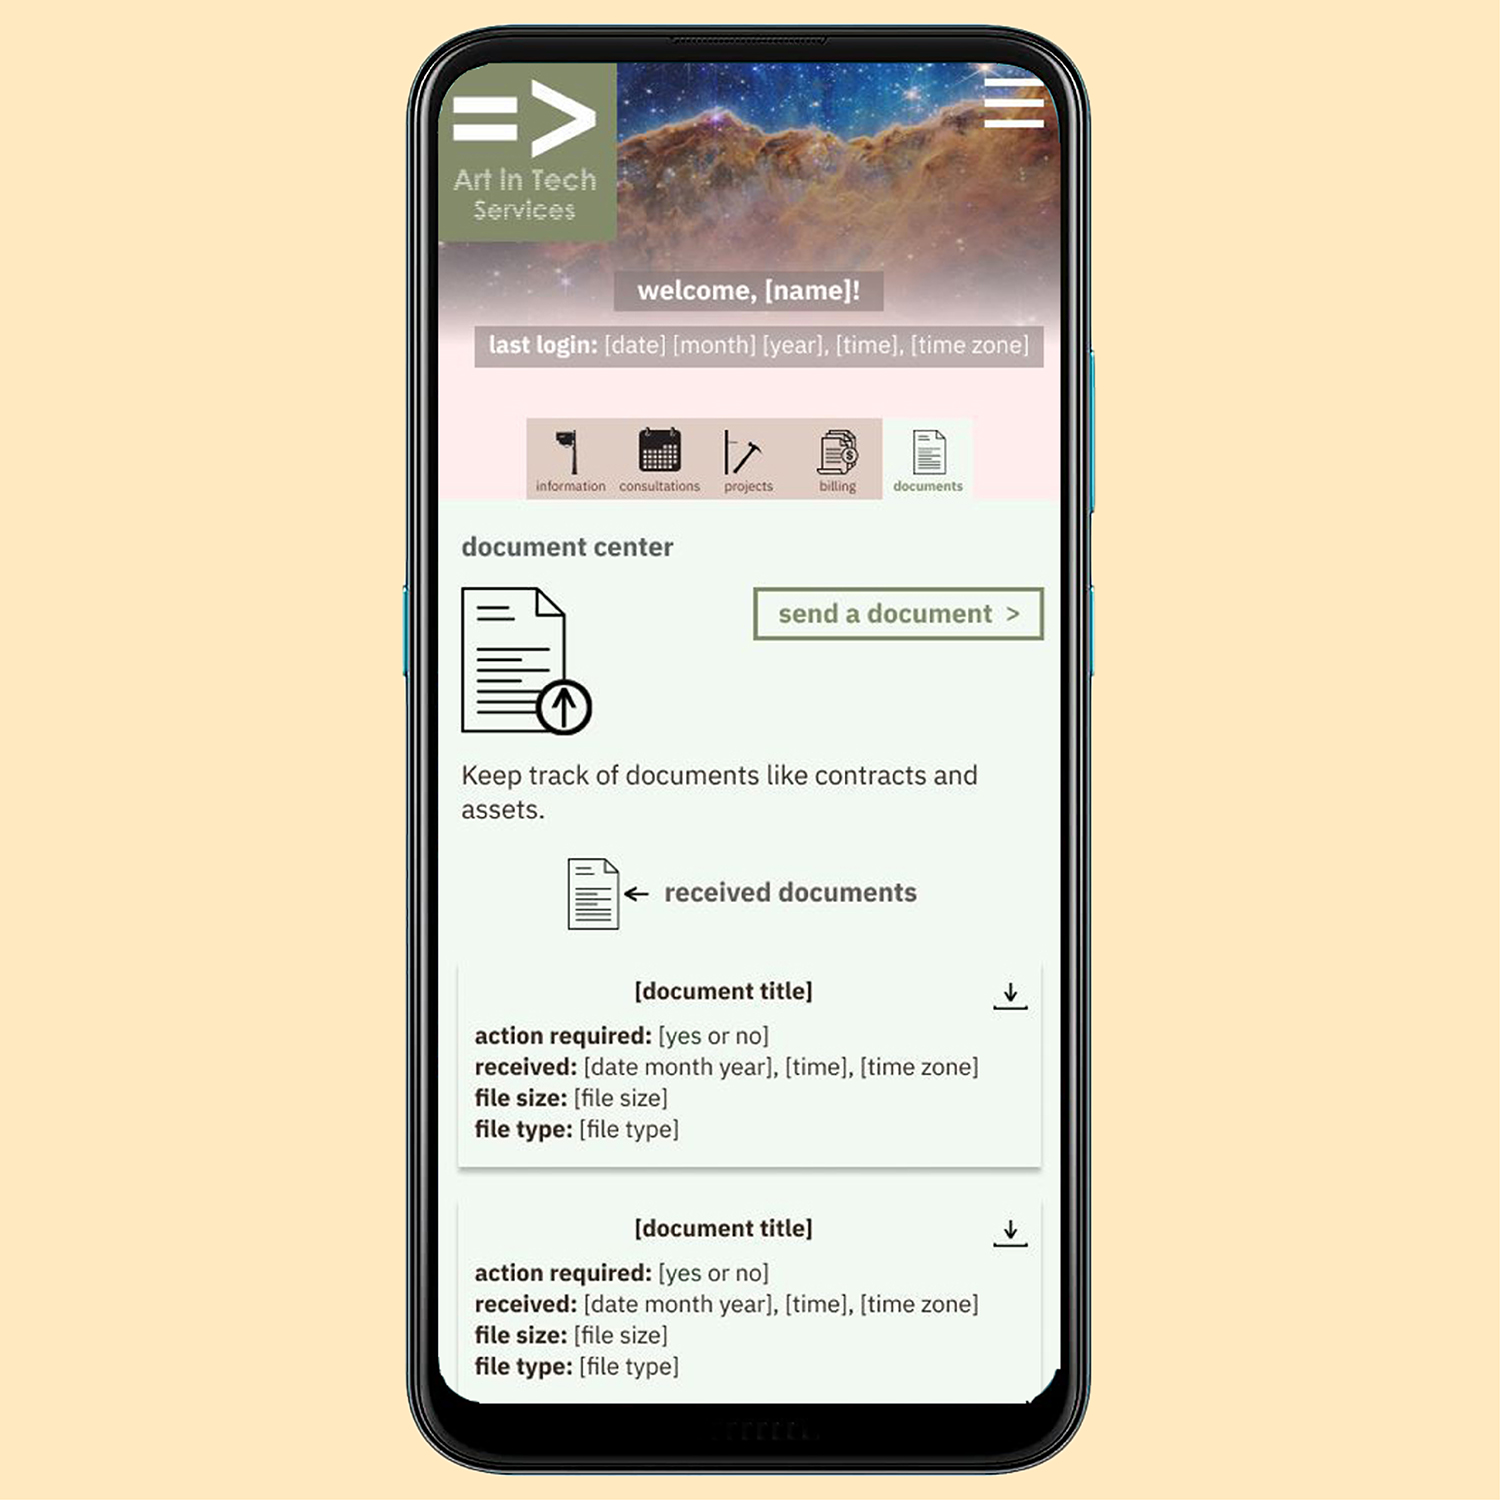 =>
Art In Tech
Services
welcome, [name]!
last login: [date] [month] [year], [time], [time zone]
information consultations projects billing documents
document center
send a document >
Keep track of documents like contracts and
assets.
received documents
[document title]
action required: [yes or no]
received: [date month year], [time], [time zone]
file size: [file size]
file type: [file type]
[document title]
action required: [yes or no]
received: [date month year], [time], [time zone]
file size: [file size]
file type: [file type]